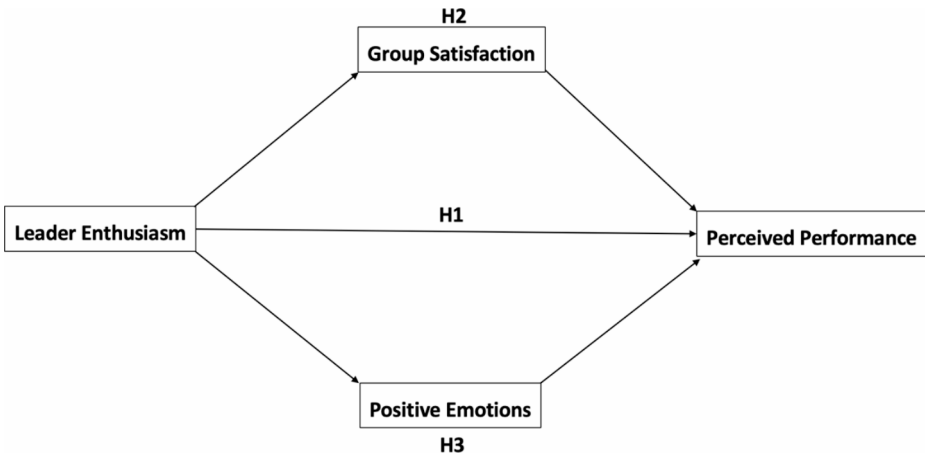 H2
Group Satisfaction
Leader Enthusiasm
H1
Perceived Performance
Positive Emotions
H3